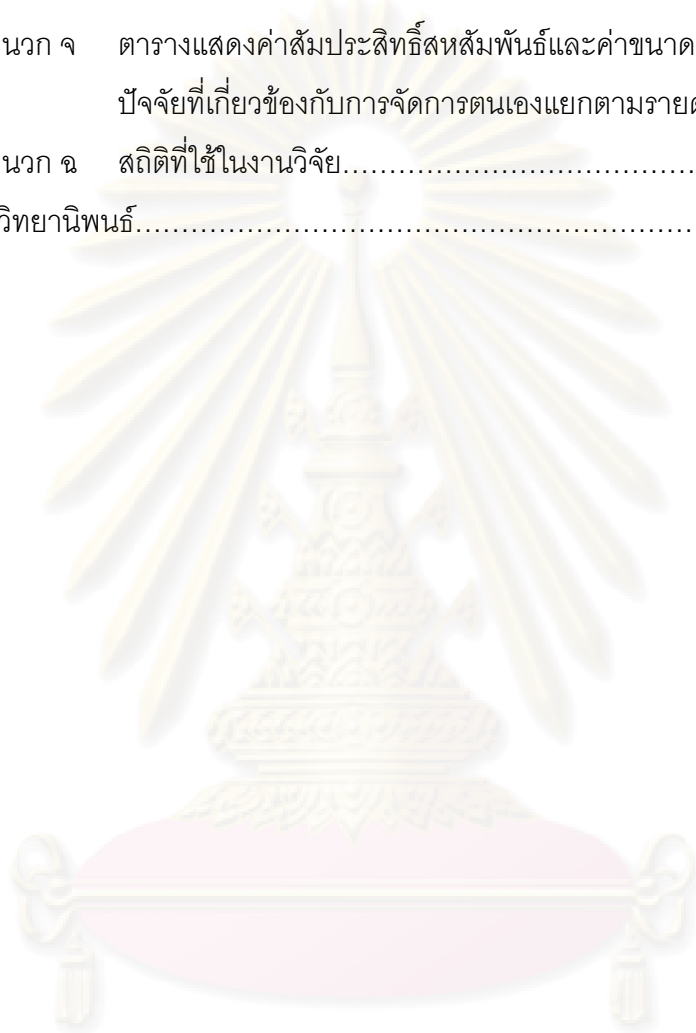 นวก จ ตารางแสดงค่าสัมประสิทธิ์สหสัมพันธ์และค่าขนาด
ปัจจัยที่เกี่ยวข้องกับการจัดการตนเองแยกตามราย
นวก ฉ สถิติที่ใช้ในงานวิจัย.......................................
วิทยานิพนธ์................................................................